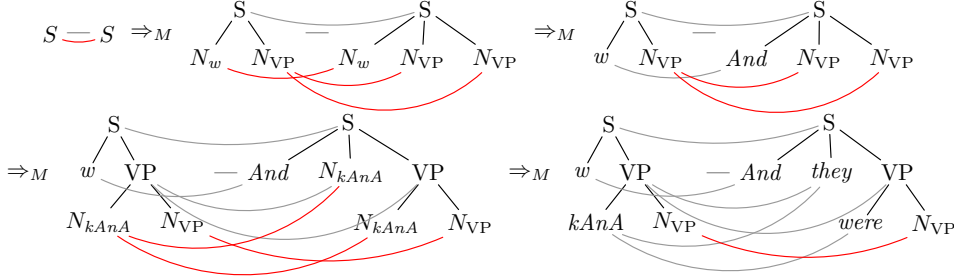 S — S ⇒M S — S ⇒M S — S
N_w N_VP N_w N_VP N_VP w N_VP And N_VP N_VP
⇒M S — S ⇒M S — S
w VP And N_kAnA VP w VP And they VP
N_kAnA N_VP N_kAnA N_VP kAnA N_VP were N_VP